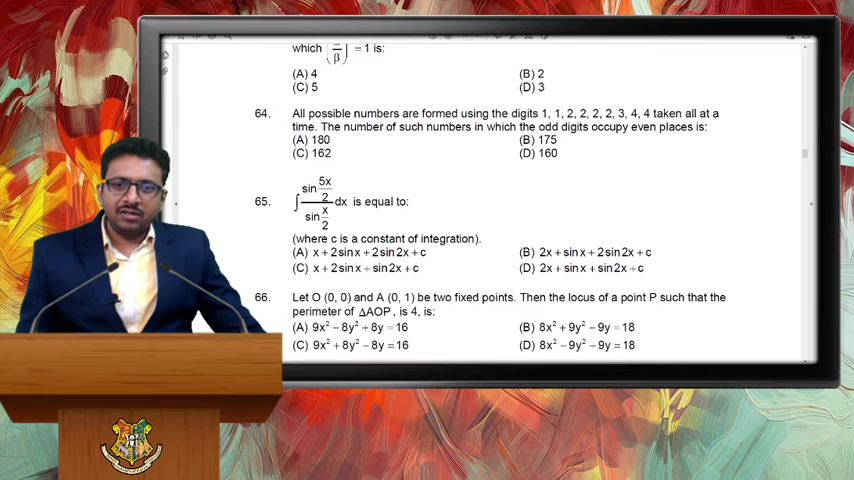 which [α/β] = 1 is:
(A) 4 (B) 2
(C) 5 (D) 3
64. All possible numbers are formed using the digits 1, 1, 2, 2, 2, 2, 3, 4, 4 taken all at a
time. The number of such numbers in which the odd digits occupy even places is:
(A) 180 (B) 175
(C) 162 (D) 160
65. ∫ (sin 5x/2)/(sin x/2) dx is equal to:
(where c is a constant of integration).
(A) x + 2sinx + 2sin2x + c (B) 2x + sinx + 2sin2x + c
(C) x + 2sinx + sin2x + c (D) 2x + sinx + sin2x + c
66. Let O (0, 0) and A (0, 1) be two fixed points. Then the locus of a point P such that the
perimeter of ΔAOP, is 4, is:
(A) 9x² − 8y² + 8y = 16 (B) 8x² + 9y² − 9y = 18
(C) 9x² + 8y² − 8y = 16 (D) 8x² − 9y² + 9y = 18